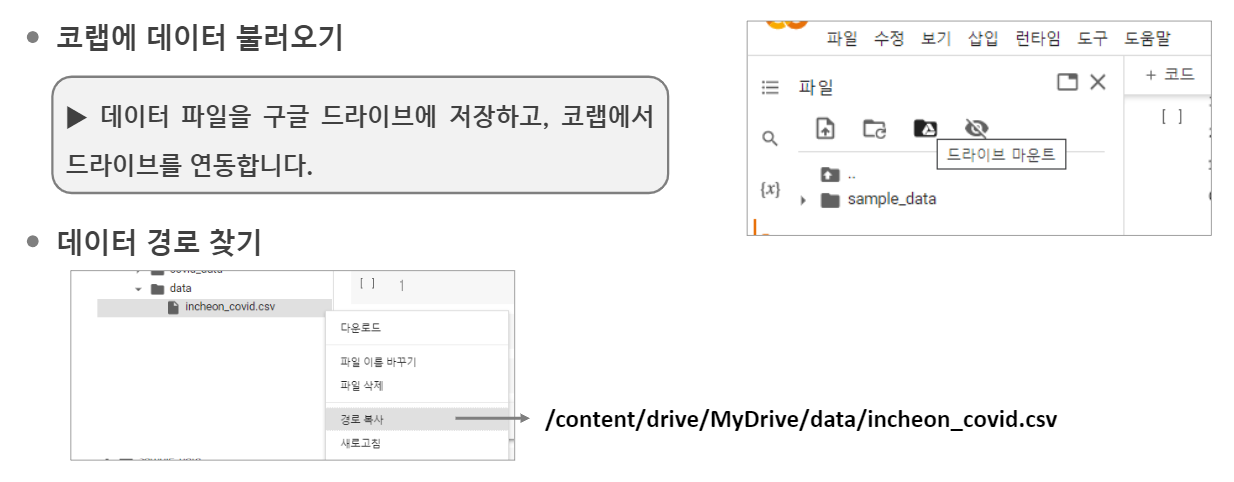 코랩에 데이터 불러오기
▶ 데이터 파일을 구글 드라이브에 저장하고, 코랩에서
드라이브를 연동합니다.
파일 수정 보기 삽입 런타임 도구 도움말
파일
+ 코드
[ ]
드라이브 마운트
{x}
..
sample_data
데이터 경로 찾기
data
incheon_covid.csv
[ ] 1
다운로드
파일 이름 바꾸기
파일 삭제
경로 복사
새로고침
/content/drive/MyDrive/data/incheon_covid.csv